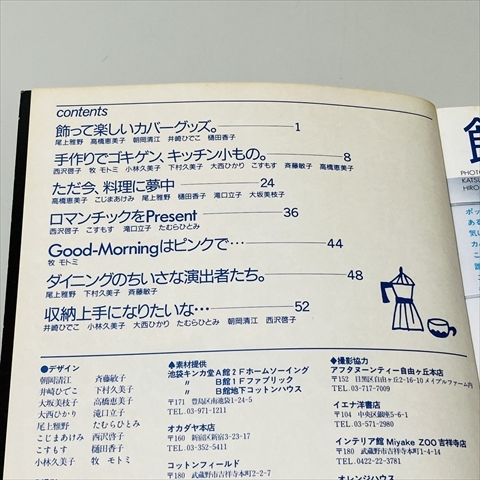 contents
飾って楽しいカバーグッズ。 1
尾上雅野 高橋恵美子 朝岡清江 井崎ひでこ 樋田香子
手作りでゴキゲン、キッチン小もの。 8
西沢啓子 牧 モトミ 小林久美子 下村久美子 大西ひかり こすもす 斉藤敏子 高橋恵美子
ただ今、料理に夢中 24
高橋恵美子 こじまあけみ 尾上雅野 樋田香子 滝口立子 大坂美枝子
ロマンチックをPresent 36
西沢啓子 こすもす 滝口立子 たむらひとみ
Good-Morningはピンクで… 44
牧 モトミ
ダイニングのちいさな演出者たち。 48
尾上雅野 下村久美子 斉藤敏子
収納上手になりたいな… 52
井崎ひでこ 小林久美子 大西ひかり たむらひとみ 朝岡清江 西沢啓子
●デザイン
朝岡清江 斉藤敏子
井崎ひでこ 下村久美子
大坂美枝子 高橋恵美子
大西ひかり 滝口立子
尾上雅野 たむらひとみ
こじまあけみ 西沢啓子
こすもす 樋田香子
小林久美子 牧 モトミ
◆素材提供
池袋キンカ堂A館2Fホームソーイング
〃 B館1Fファブリック
〃 B館地下コットンハウス
〒171 豊島区南池袋1-24-5
TEL.03-971-1211
オカダヤ本店
〒160 新宿区新宿3-23-17
TEL.03-352-5411
コットンフィールド
〒180 武蔵野市吉祥寺本町2-2-7
◆撮影協力
アフタヌーンティー自由ヶ丘本店
〒152 目黒区自由ヶ丘2-16-10 メイプルファーム内
TEL.03-717-7009
イエナ洋書店
〒104 中央区銀座5-6-1
TEL.03-571-2980
インテリア館 Miyake ZOO 吉祥寺店
〒180 武蔵野市吉祥寺本町1-4-14
TEL.0422-22-3781
オレンジハウス
飾
PHOTO
KATSU
HIRO